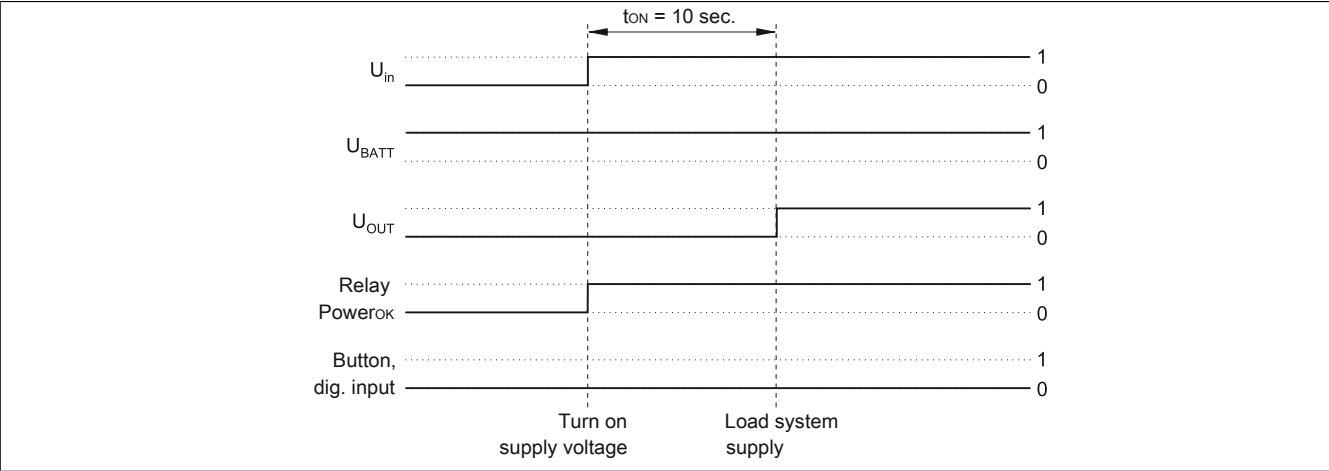 tON = 10 sec.
Uin
1
0
UBATT
1
0
UOUT
1
0
Relay
PowerOK
1
0
Button,
dig. input
1
0
Turn on
supply voltage
Load system
supply